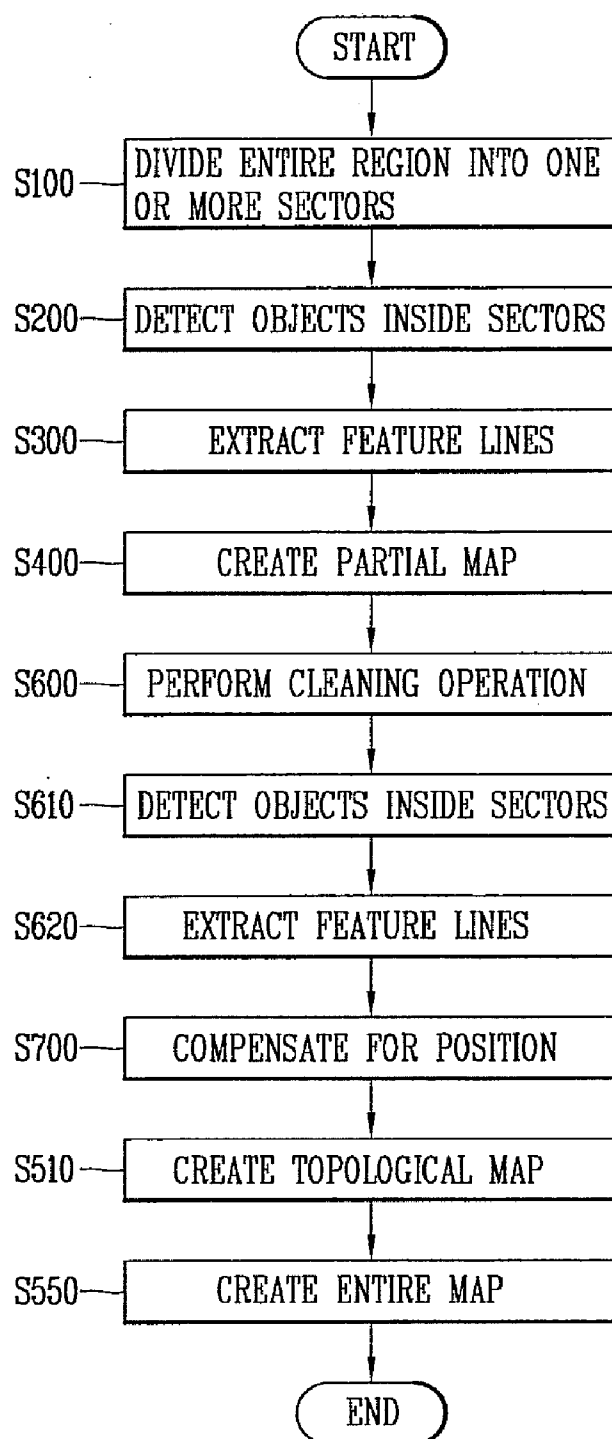 START
S100 DIVIDE ENTIRE REGION INTO ONE
OR MORE SECTORS
S200 DETECT OBJECTS INSIDE SECTORS
S300 EXTRACT FEATURE LINES
S400 CREATE PARTIAL MAP
S600 PERFORM CLEANING OPERATION
S610 DETECT OBJECTS INSIDE SECTORS
S620 EXTRACT FEATURE LINES
S700 COMPENSATE FOR POSITION
S510 CREATE TOPOLOGICAL MAP
S550 CREATE ENTIRE MAP
END